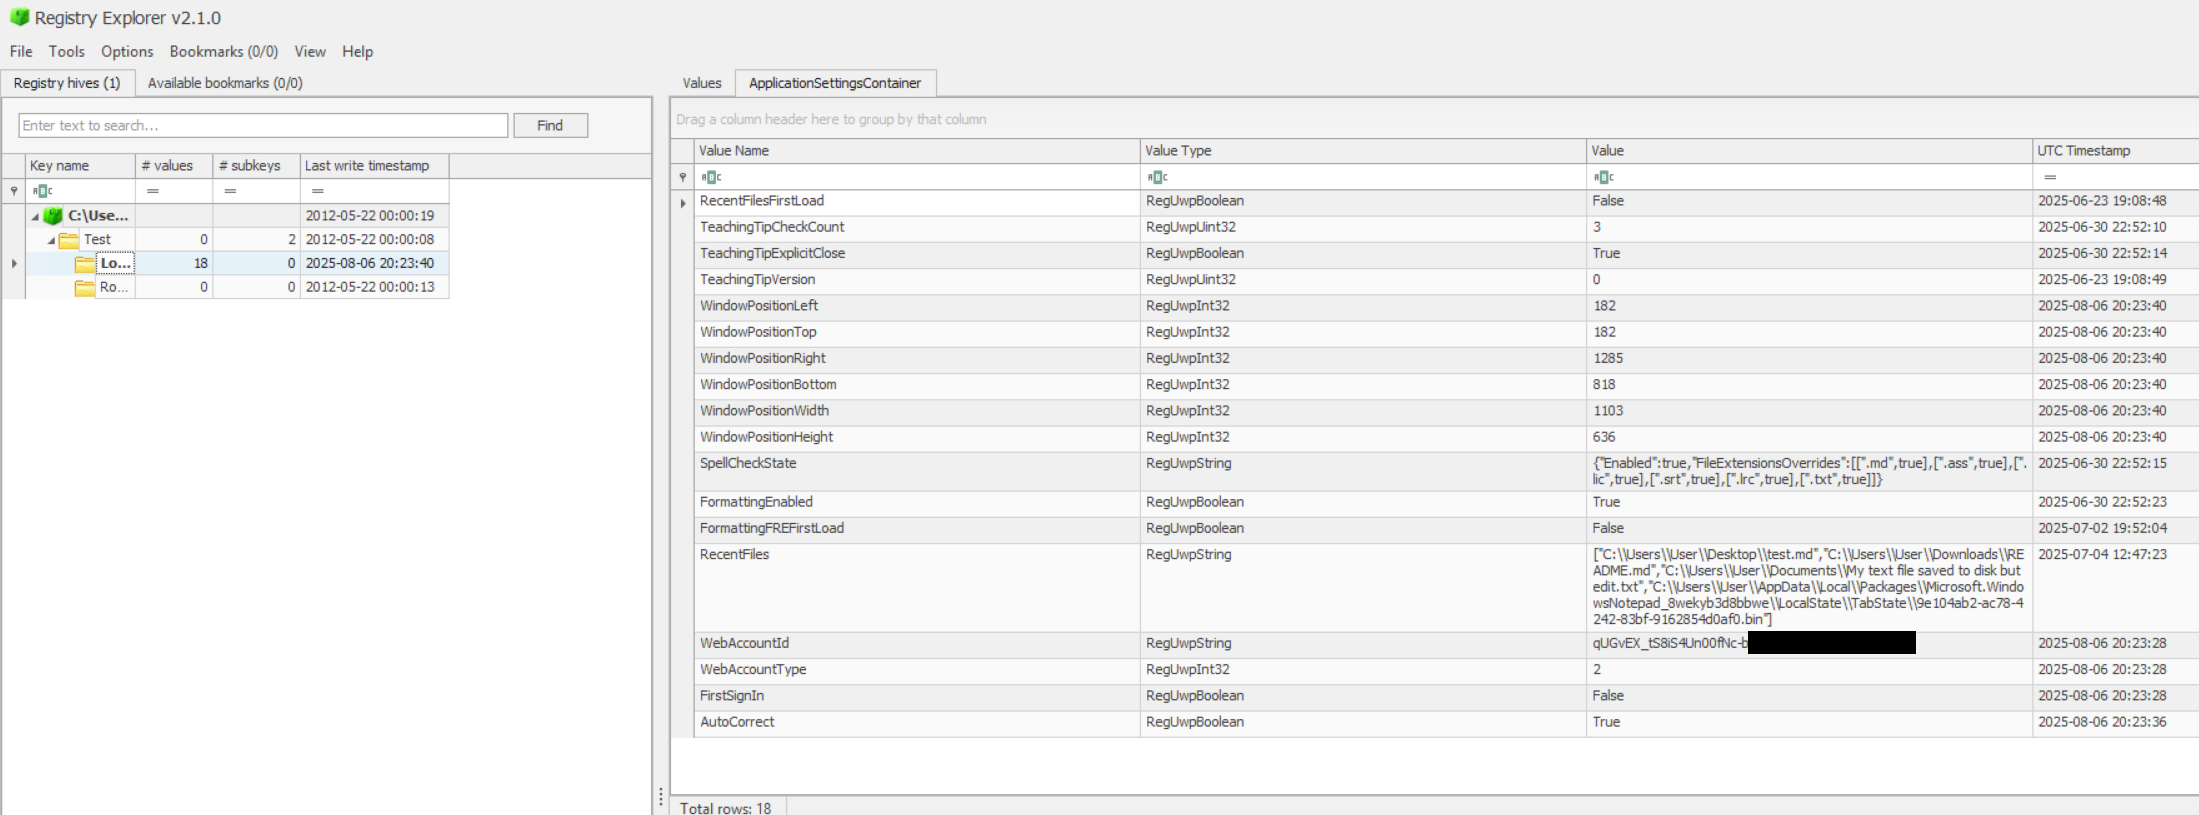 Registry Explorer v2.1.0
File Tools Options Bookmarks (0/0) View Help
Registry hives (1) Available bookmarks (0/0)
Enter text to search... Find
Key name # values # subkeys Last write timestamp
ABC = = =
C:\Use... 2012-05-22 00:00:19
Test 0 2 2012-05-22 00:00:08
Lo... 18 0 2025-08-06 20:23:40
Ro... 0 0 2012-05-22 00:00:13
Values ApplicationSettingsContainer
Drag a column header here to group by that column
Value Name Value Type Value UTC Timestamp
ABC ABC ABC =
RecentFilesFirstLoad RegUwpBoolean False 2025-06-23 19:08:48
TeachingTipCheckCount RegUwpUint32 3 2025-06-30 22:52:10
TeachingTipExplicitClose RegUwpBoolean True 2025-06-30 22:52:14
TeachingTipVersion RegUwpUint32 0 2025-06-23 19:08:49
WindowPositionLeft RegUwpInt32 182 2025-08-06 20:23:40
WindowPositionTop RegUwpInt32 182 2025-08-06 20:23:40
WindowPositionRight RegUwpInt32 1285 2025-08-06 20:23:40
WindowPositionBottom RegUwpInt32 818 2025-08-06 20:23:40
WindowPositionWidth RegUwpInt32 1103 2025-08-06 20:23:40
WindowPositionHeight RegUwpInt32 636 2025-08-06 20:23:40
SpellCheckState RegUwpString {"Enabled":true,"FileExtensionsOverrides":[[".md",true],[".ass",true],[". 2025-06-30 22:52:15
lic",true],[".srt",true],[".lrc",true],[".txt",true]]}
FormattingEnabled RegUwpBoolean True 2025-06-30 22:52:23
FormattingFREFirstLoad RegUwpBoolean False 2025-07-02 19:52:04
RecentFiles RegUwpString ["C:\\Users\\User\\Desktop\\test.md","C:\\Users\\User\\Downloads\\RE 2025-07-04 12:47:23
ADME.md","C:\\Users\\User\\Documents\\My text file saved to disk but
edit.txt","C:\\Users\\User\\AppData\\Local\\Packages\\Microsoft.Windo
wsNotepad_8wekyb3d8bbwe\\LocalState\\TabState\\9e104ab2-ac78-4
242-83bf-9162854d0af0.bin"]
WebAccountId RegUwpString qUGvEX_tS8iS4Un00fNc-b 2025-08-06 20:23:28
WebAccountType RegUwpInt32 2 2025-08-06 20:23:28
FirstSignIn RegUwpBoolean False 2025-08-06 20:23:28
AutoCorrect RegUwpBoolean True 2025-08-06 20:23:36
Total rows: 18